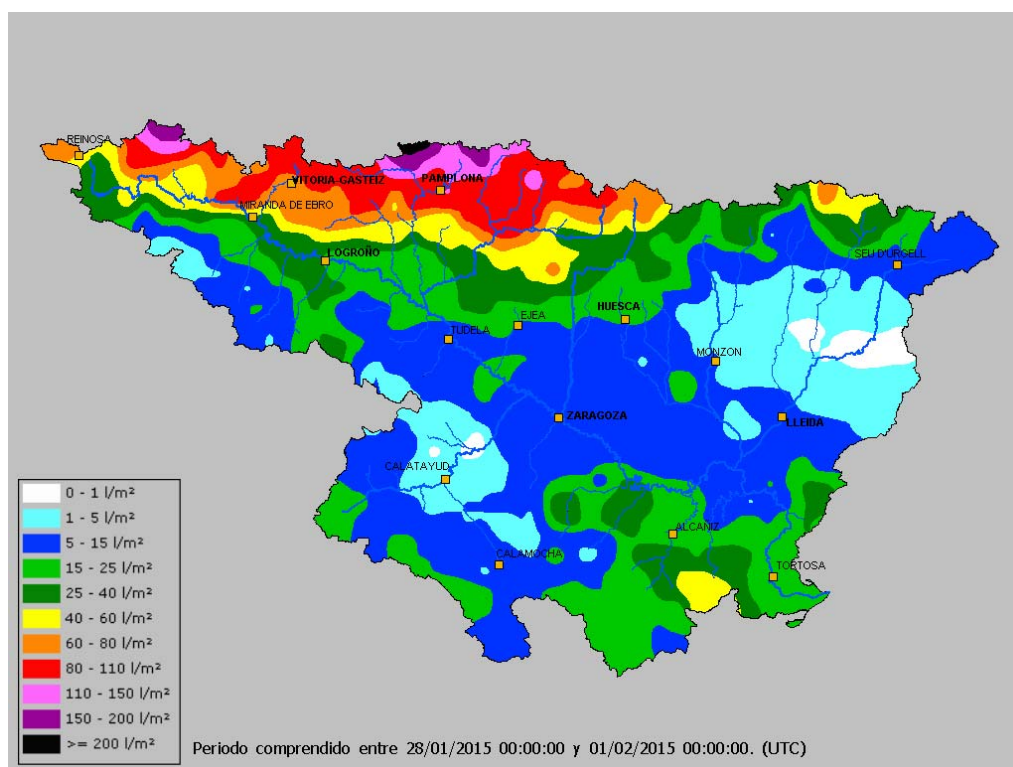 REINOSA
VITORIA-GASTEIZ
PAMPLONA
MIRANDA DE EBRO
LOGROÑO
SEU D'URGELL
HUESCA
EJEA
TUDELA
MONZON
ZARAGOZA
LLEIDA
CALATAYUD
ALCAÑIZ
CALAMOCHA
TORTOSA
0 - 1 l/m²
1 - 5 l/m²
5 - 15 l/m²
15 - 25 l/m²
25 - 40 l/m²
40 - 60 l/m²
60 - 80 l/m²
80 - 110 l/m²
110 - 150 l/m²
150 - 200 l/m²
>= 200 l/m²
Periodo comprendido entre 28/01/2015 00:00:00 y 01/02/2015 00:00:00. (UTC)